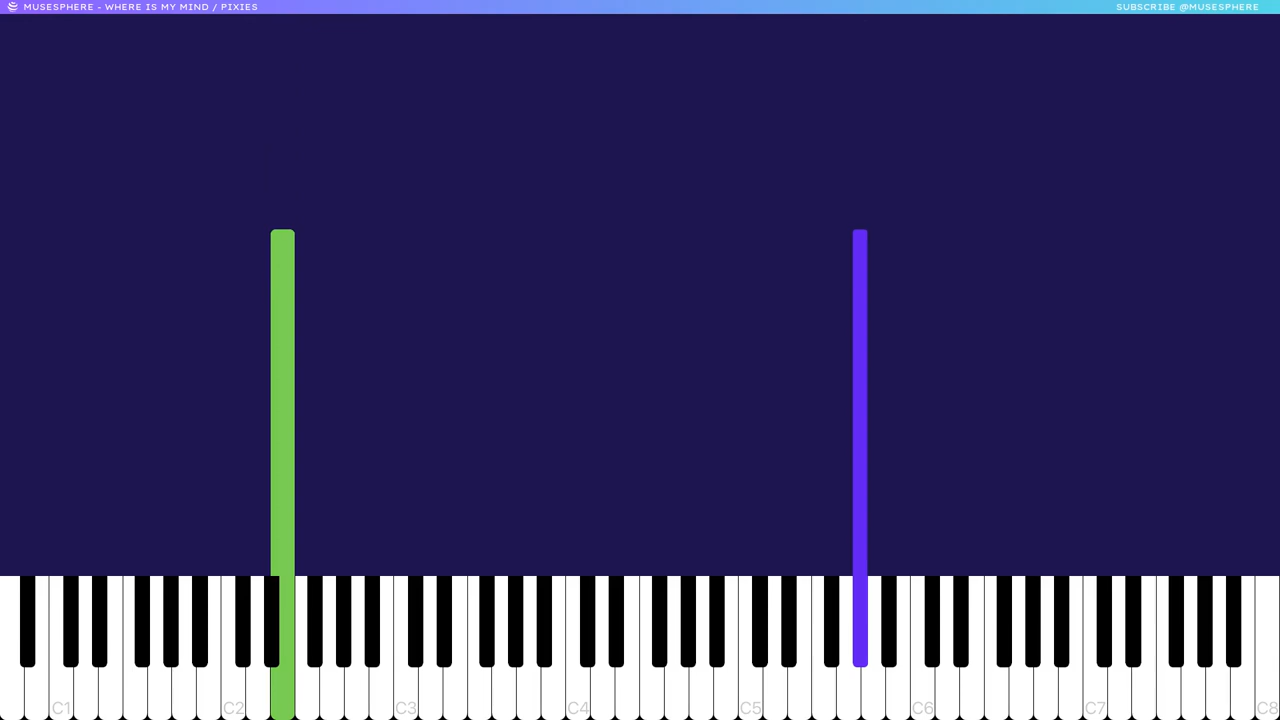 MUSESPHERE - WHERE IS MY MIND / PIXIES
SUBSCRIBE @MUSESPHERE
C1 C2 C3 C4 C5 C6 C7 C8